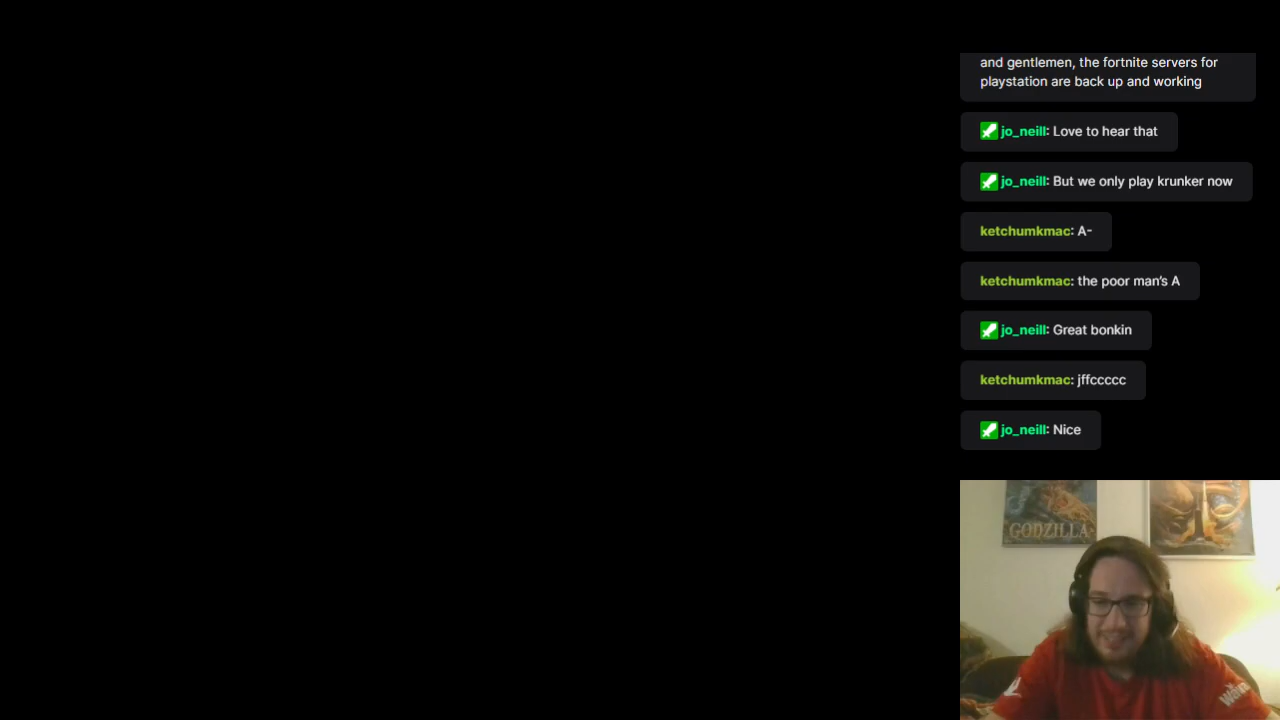 and gentlemen, the fortnite servers for
playstation are back up and working
jo_neill: Love to hear that
jo_neill: But we only play krunker now
ketchumkmac: A-
ketchumkmac: the poor man's A
jo_neill: Great bonkin
ketchumkmac: jffccccc
jo_neill: Nice
GODZILLA